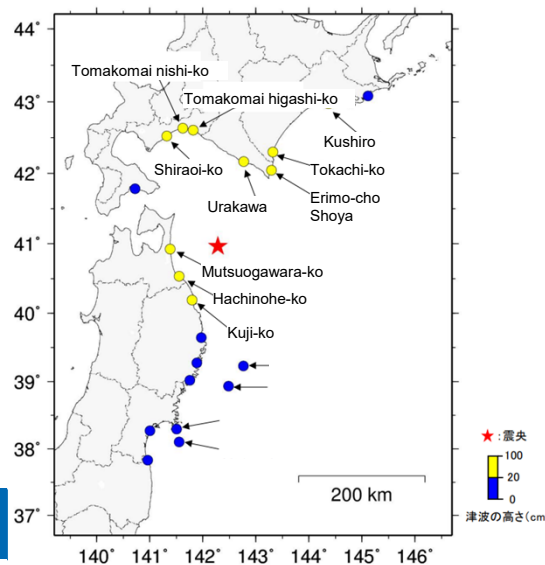 44˚
43˚
42˚
41˚
40˚
39˚
38˚
37˚
140˚
141˚
142˚
143˚
144˚
145˚
146˚
Tomakomai nishi-ko
Tomakomai higashi-ko
Kushiro
Shiraoi-ko
Tokachi-ko
Urakawa
Erimo-cho
Shoya
Mutsuogawara-ko
Hachinohe-ko
Kuji-ko
200 km
★:震央
100
20
0
津波の高さ(cm